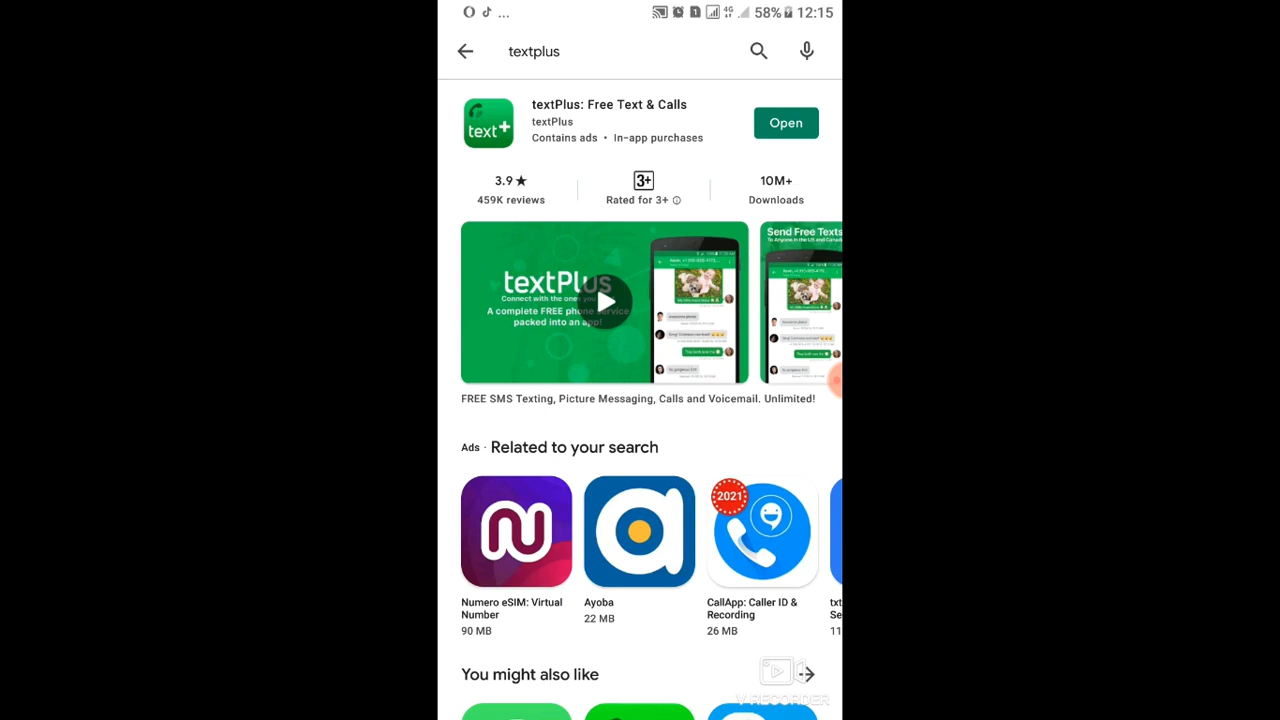 ... 4G 58% 12:15
textplus
text+
textPlus: Free Text & Calls
textPlus
Contains ads • In-app purchases
Open
3.9★
459K reviews
3+
Rated for 3+
10M+
Downloads
textPlus
Connect with the ones you
A complete FREE phone service
packed into an app!
Send Free Texts
To Anyone in the US and Canada
FREE SMS Texting, Picture Messaging, Calls and Voicemail. Unlimited!
Ads · Related to your search
2021
Numero eSIM: Virtual
Number
90 MB
Ayoba
22 MB
CallApp: Caller ID &
Recording
26 MB
txt
Se
11
You might also like
V RECORDER